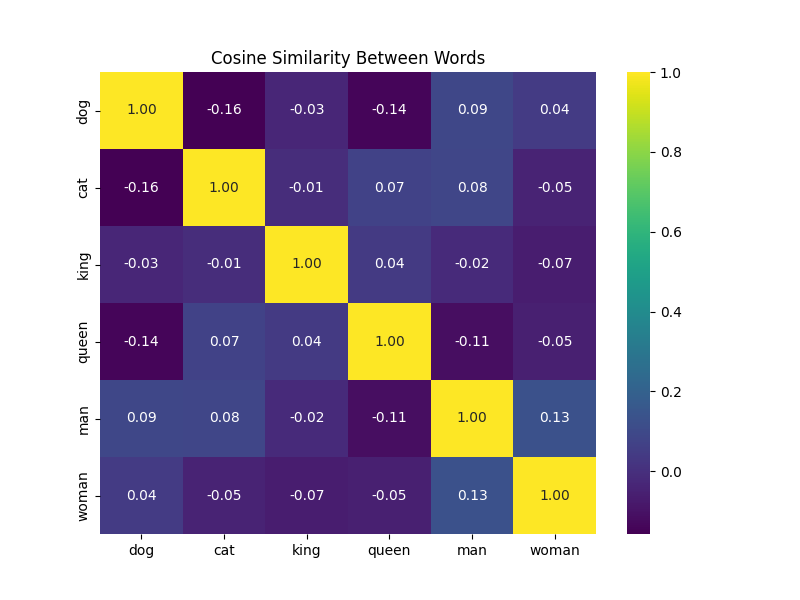 Cosine Similarity Between Words
dog 1.00 -0.16 -0.03 -0.14 0.09 0.04
cat -0.16 1.00 -0.01 0.07 0.08 -0.05
king -0.03 -0.01 1.00 0.04 -0.02 -0.07
queen -0.14 0.07 0.04 1.00 -0.11 -0.05
man 0.09 0.08 -0.02 -0.11 1.00 0.13
woman 0.04 -0.05 -0.07 -0.05 0.13 1.00
dog cat king queen man woman
1.0
0.8
0.6
0.4
0.2
0.0